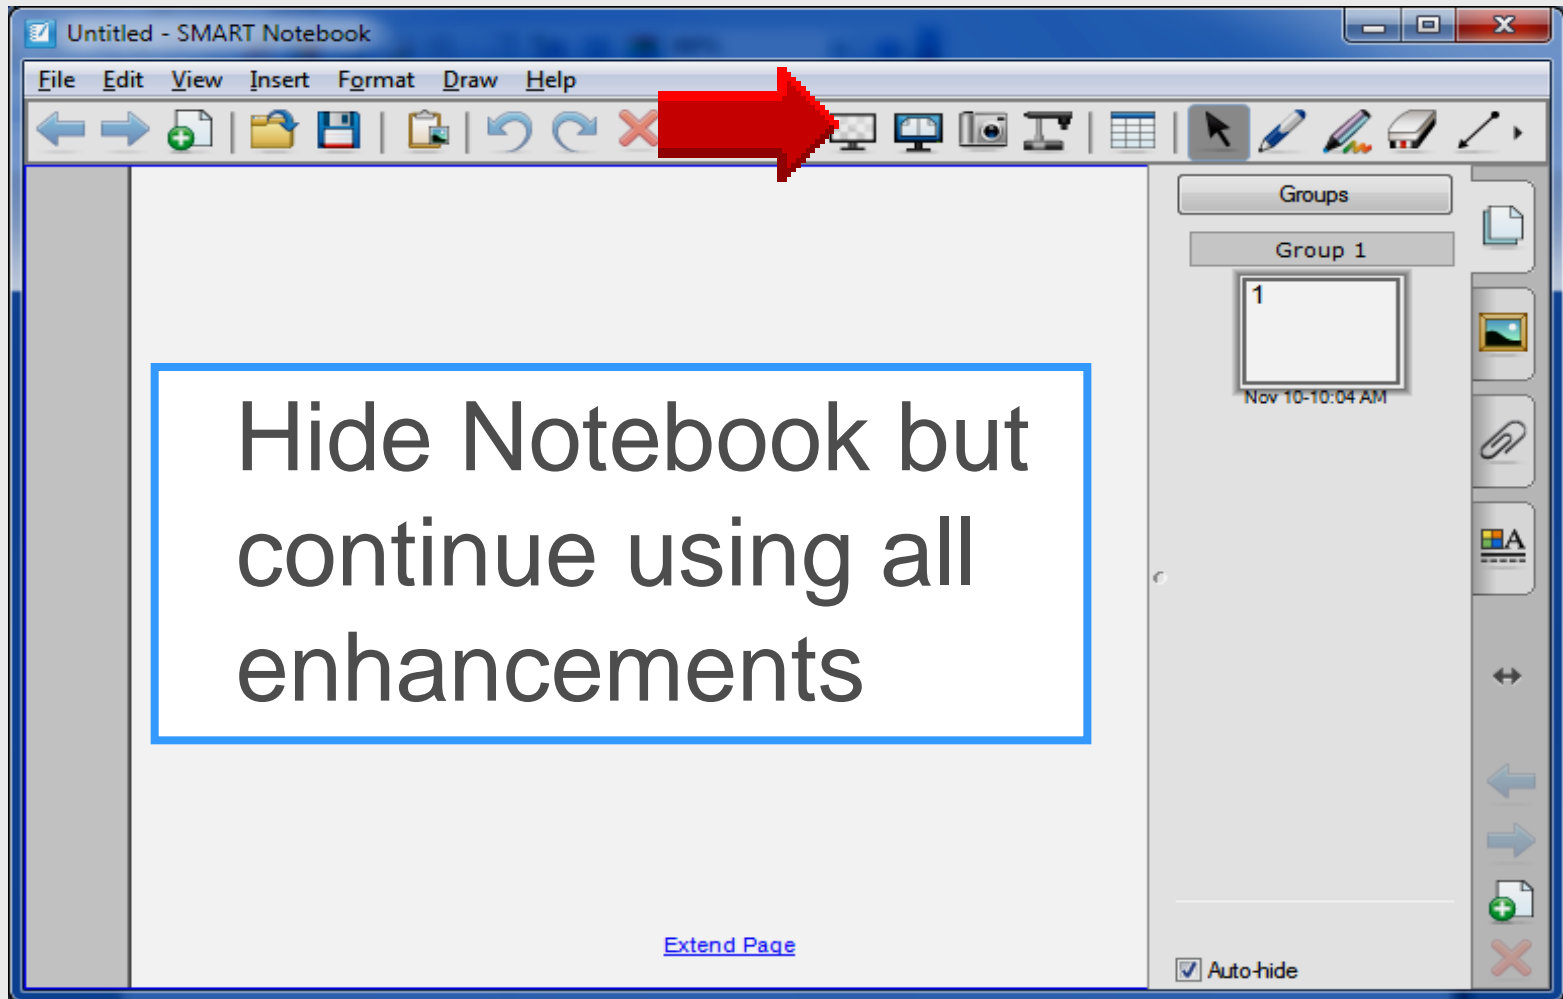 Untitled - SMART Notebook
File Edit View Insert Format Draw Help
Groups
Group 1
1
Nov 10-10:04 AM
Hide Notebook but
continue using all
enhancements
A
Extend Page
Auto-hide